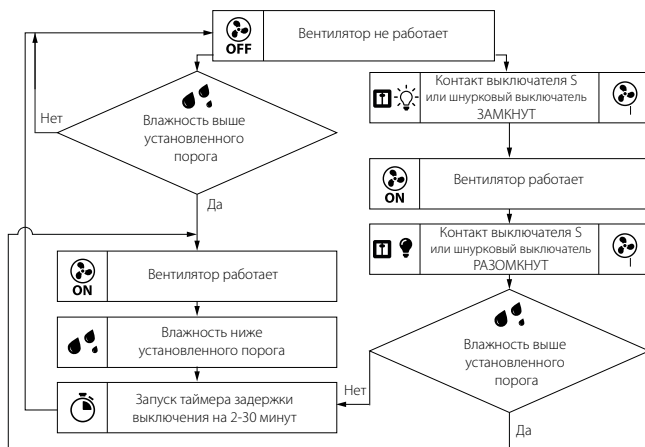 OFF
Вентилятор не работает
Нет
Влажность выше
установленного
порога
Да
ON
Вентилятор работает
Влажность ниже
установленного порога
Запуск таймера задержки
выключения на 2-30 минут
Контакт выключателя S
или шнурковый выключатель
ЗАМКНУТ
ON
Вентилятор работает
Контакт выключателя S
или шнурковый выключатель
РАЗОМКНУТ
Влажность выше
установленного
порога
Нет
Да